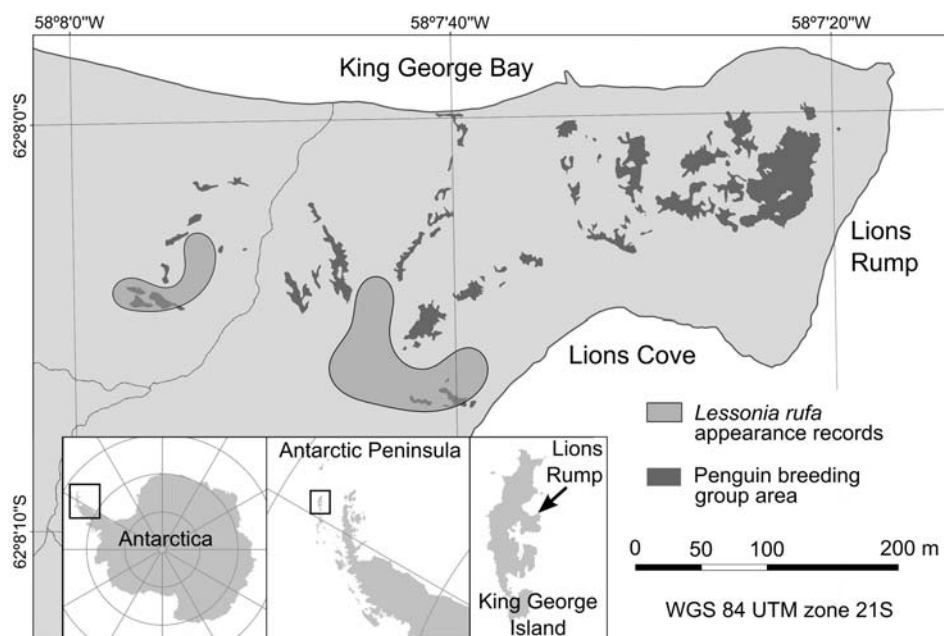 58°8'0"W
58°7'40"W
58°7'20"W
King George Bay
62°8'0"S
Lions
Rump
Lions Cove
Lessonia rufa
appearance records
Penguin breeding
group area
Antarctic Peninsula
Lions
Rump
Antarctica
62°8'10"S
King George
Island
0 50 100 200 m
WGS 84 UTM zone 21S